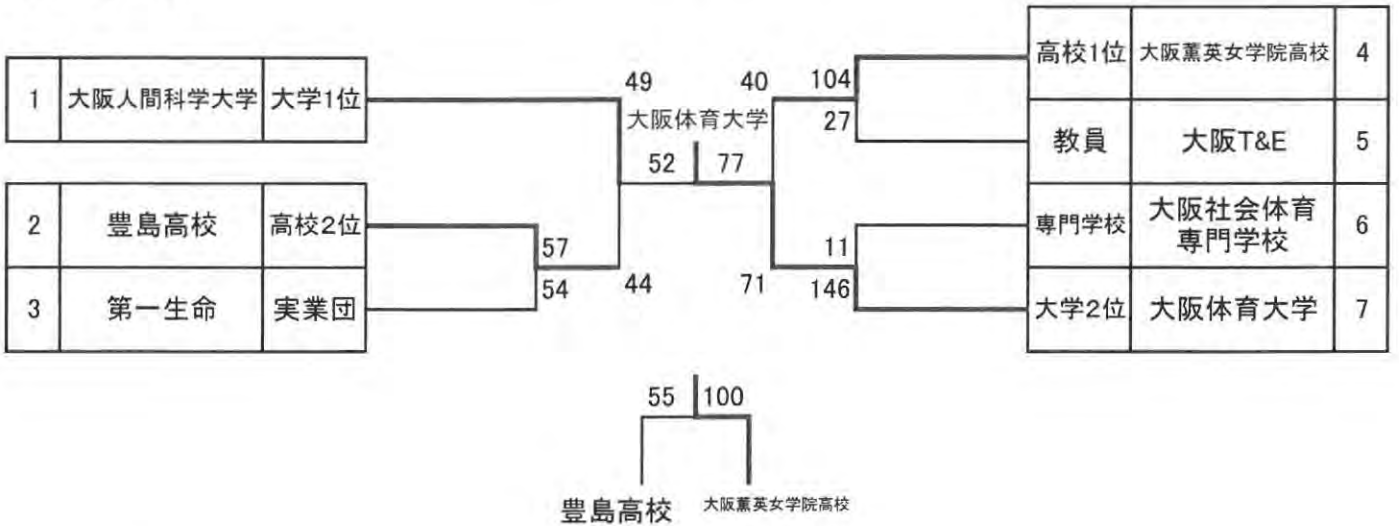 1 大阪人間科学大学 大学1位
2 豊島高校 高校2位
3 第一生命 実業団
57
54
49
44
大阪体育大学
52 77
40
71
104
27
11
146
高校1位 大阪薫英女学院高校 4
教員 大阪T&E 5
専門学校 大阪社会体育
専門学校 6
大学2位 大阪体育大学 7
55 100
豊島高校 大阪薫英女学院高校